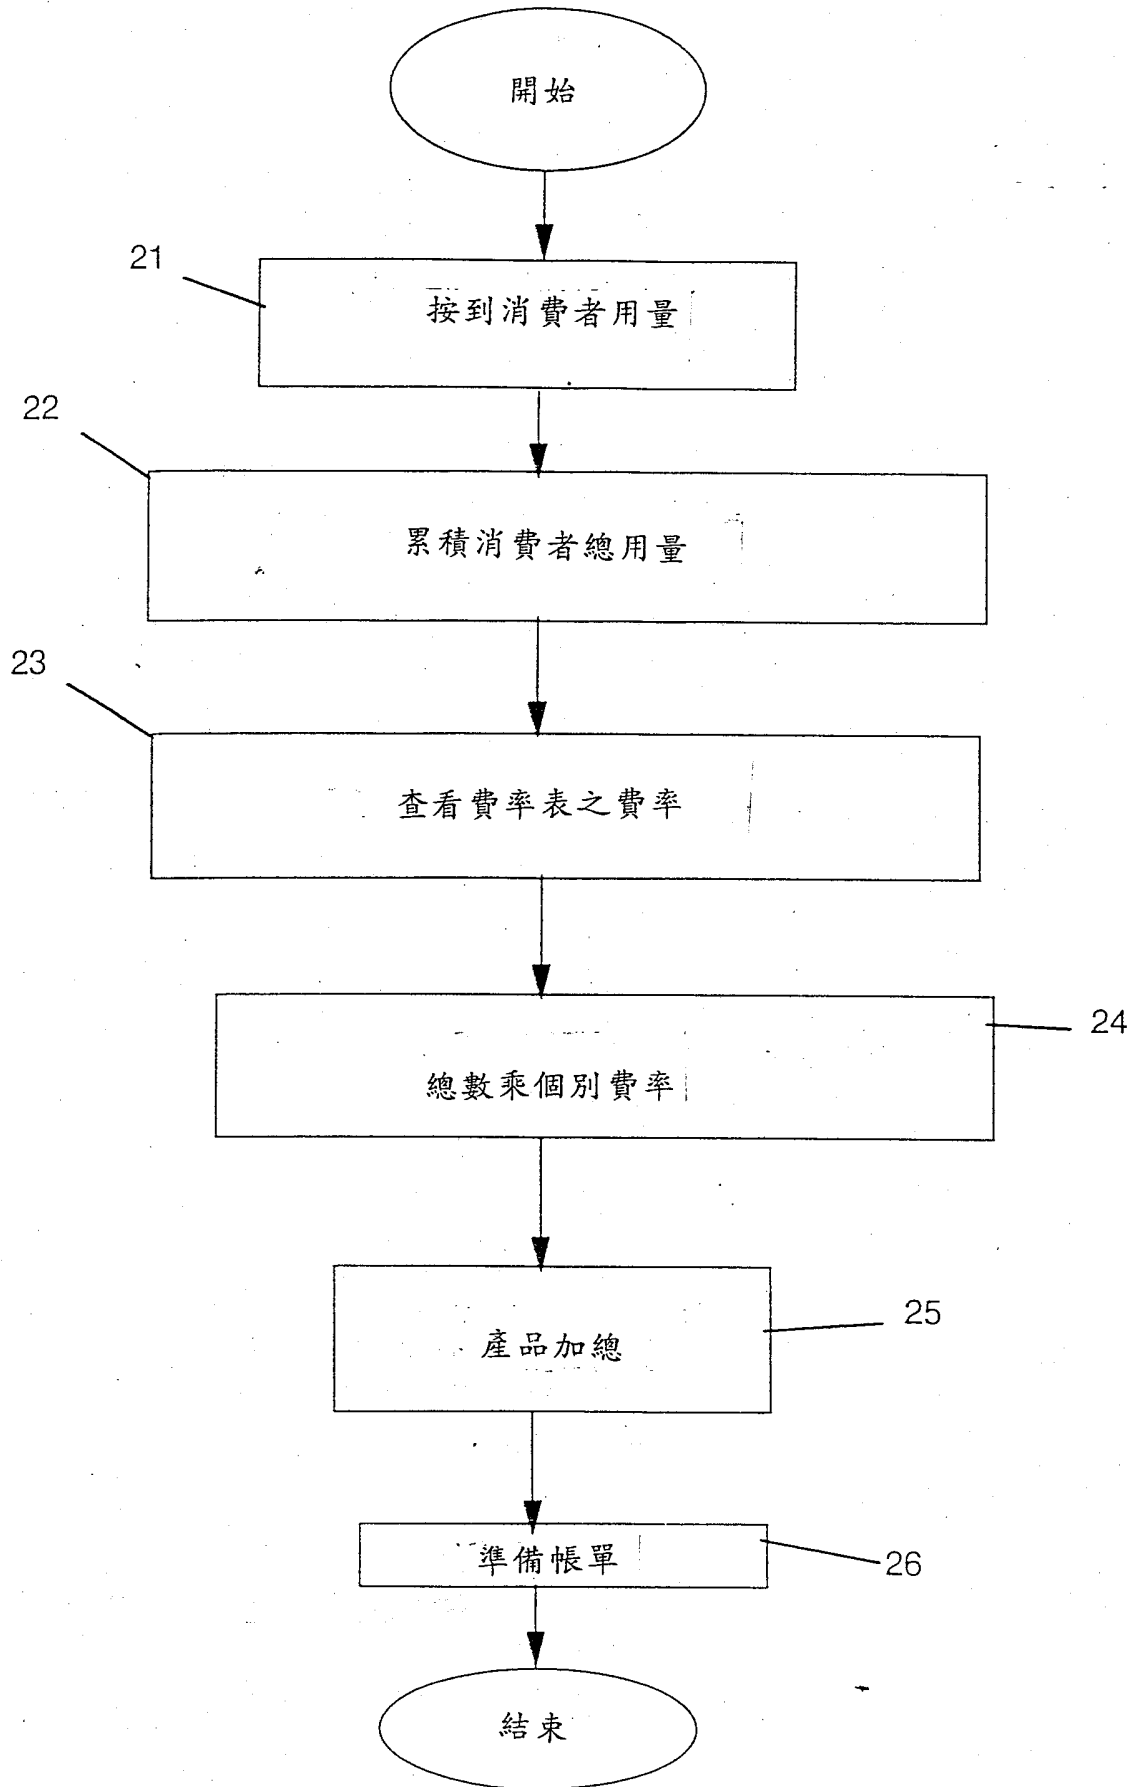 開始
21
按到消費者用量
22
累積消費者總用量
23
查看費率表之費率
24
總數乘個別費率
25
產品加總
準備帳單
26
結束